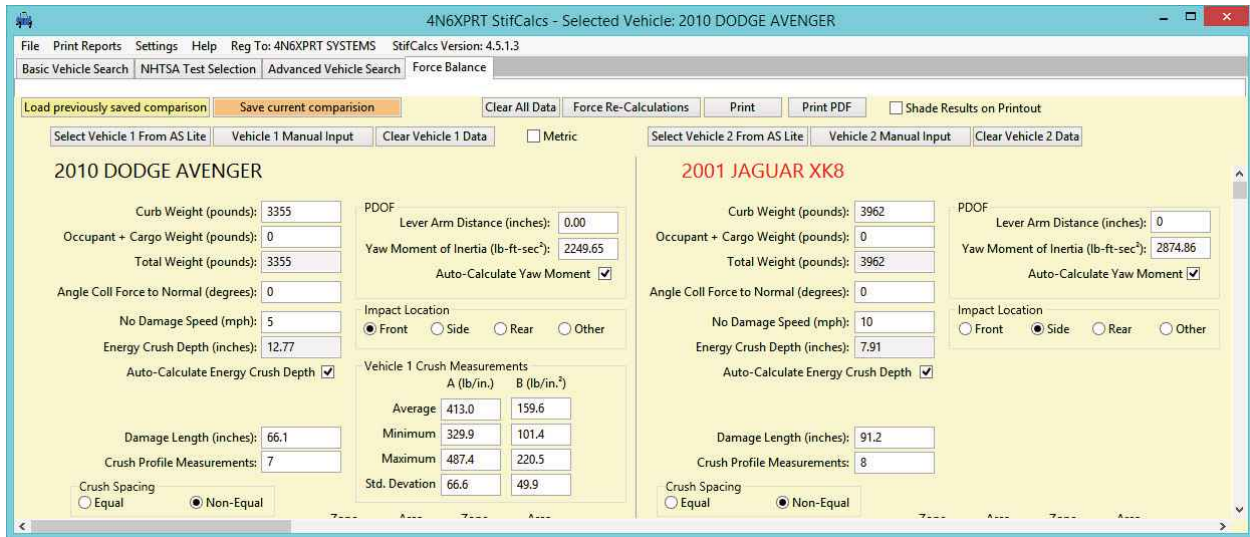 4N6XPRT StifCalcs - Selected Vehicle: 2010 DODGE AVENGER
File Print Reports Settings Help Reg To: 4N6XPRT SYSTEMS StifCalcs Version: 4.5.1.3
Basic Vehicle Search NHTSA Test Selection Advanced Vehicle Search Force Balance
Load previously saved comparison Save current comparision Clear All Data Force Re-Calculations Print Print PDF Shade Results on Printout
Select Vehicle 1 From AS Lite Vehicle 1 Manual Input Clear Vehicle 1 Data Metric Select Vehicle 2 From AS Lite Vehicle 2 Manual Input Clear Vehicle 2 Data
2010 DODGE AVENGER
Curb Weight (pounds): 3355
Occupant + Cargo Weight (pounds): 0
Total Weight (pounds): 3355
Angle Coll Force to Normal (degrees): 0
No Damage Speed (mph): 5
Energy Crush Depth (inches): 12.77
Auto-Calculate Energy Crush Depth
Damage Length (inches): 66.1
Crush Profile Measurements: 7
Crush Spacing
Equal Non-Equal
PDOF
Lever Arm Distance (inches): 0.00
Yaw Moment of Inertia (lb-ft-sec²): 2249.65
Auto-Calculate Yaw Moment
Impact Location
Front Side Rear Other
Vehicle 1 Crush Measurements
A (lb/in.) B (lb/in.²)
Average 413.0 159.6
Minimum 329.9 101.4
Maximum 487.4 220.5
Std. Devation 66.6 49.9
2001 JAGUAR XK8
Curb Weight (pounds): 3962
Occupant + Cargo Weight (pounds): 0
Total Weight (pounds): 3962
Angle Coll Force to Normal (degrees): 0
No Damage Speed (mph): 10
Energy Crush Depth (inches): 7.91
Auto-Calculate Energy Crush Depth
Damage Length (inches): 91.2
Crush Profile Measurements: 8
Crush Spacing
Equal Non-Equal
PDOF
Lever Arm Distance (inches): 0
Yaw Moment of Inertia (lb-ft-sec²): 2874.86
Auto-Calculate Yaw Moment
Impact Location
Front Side Rear Other